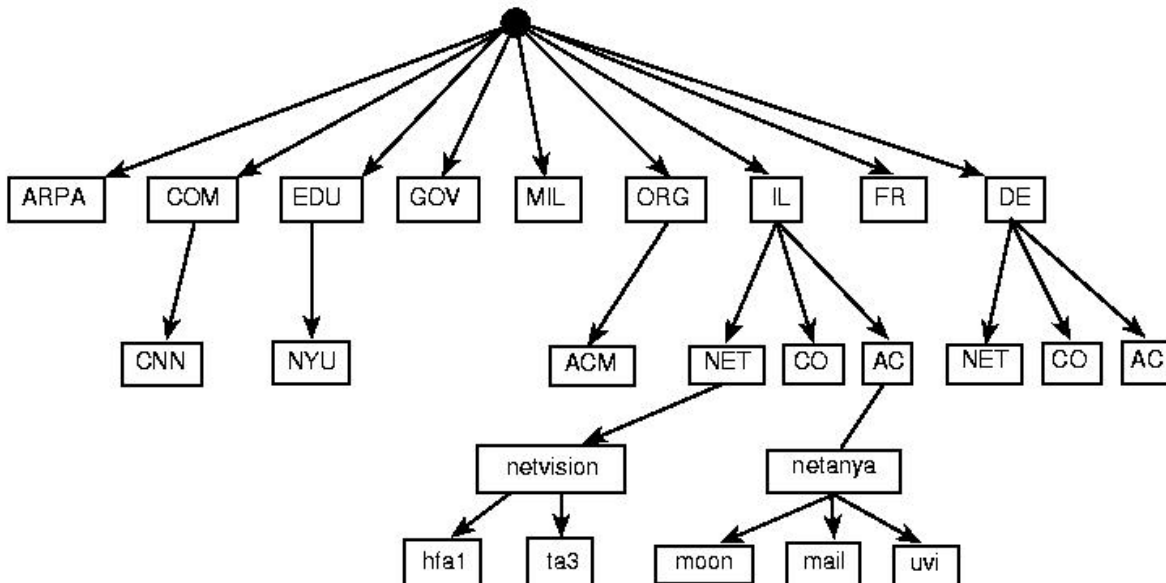 ARPA COM EDU GOV MIL ORG IL FR DE
CNN NYU ACM NET CO AC NET CO AC
netvision netanya
hfa1 ta3 moon mail uvi